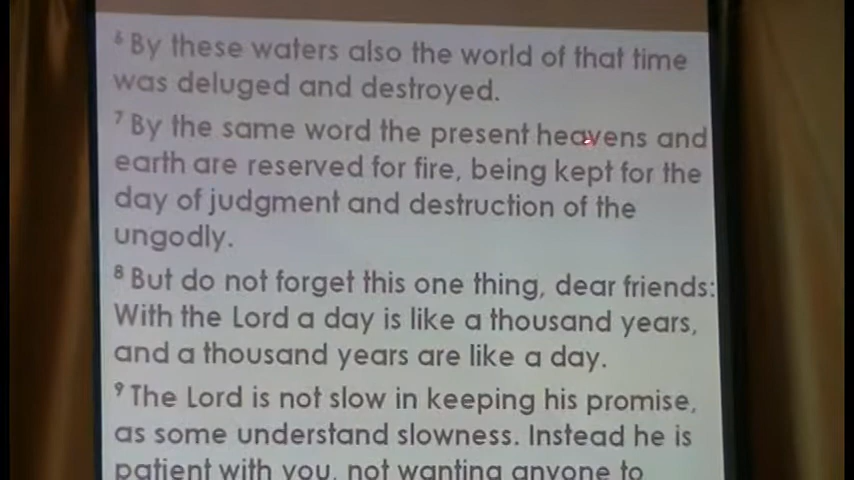 6 By these waters also the world of that time
was deluged and destroyed.
7 By the same word the present heavens and
earth are reserved for fire, being kept for the
day of judgment and destruction of the
ungodly.
8 But do not forget this one thing, dear friends:
With the Lord a day is like a thousand years,
and a thousand years are like a day.
9 The Lord is not slow in keeping his promise,
as some understand slowness. Instead he is
patient with you, not wanting anyone to